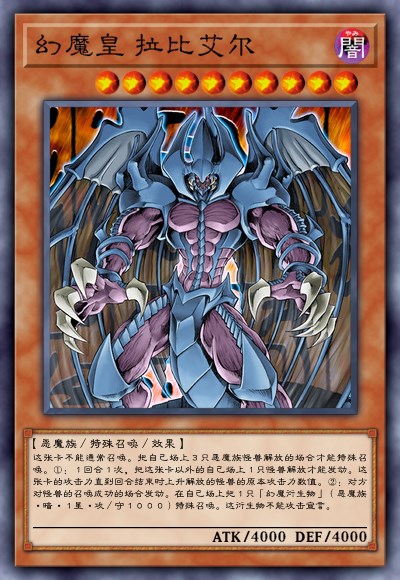 幻魔皇 拉比艾尔
やみ
闇
【恶魔族／特殊召唤／效果】
这张卡不能通常召唤。把自己场上３只恶魔族怪兽解放的场合才能特殊召
唤。①：１回合１次，把这张卡以外的自己场上１只怪兽解放才能发动。这
张卡的攻击力直到回合结束时上升解放的怪兽的原本攻击力数值。②：对方
对怪兽的召唤成功的场合发动。在自己场上把１只「幻魔衍生物」（恶魔族
・暗・１星・攻／守１０００）特殊召唤。这衍生物不能攻击宣言。
ATK/4000 DEF/4000